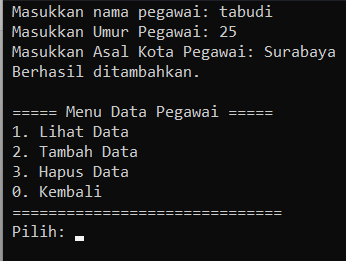 Masukkan nama pegawai: tabudi
Masukkan Umur Pegawai: 25
Masukkan Asal Kota Pegawai: Surabaya
Berhasil ditambahkan.

===== Menu Data Pegawai =====
1. Lihat Data
2. Tambah Data
3. Hapus Data
0. Kembali
==============================
Pilih: